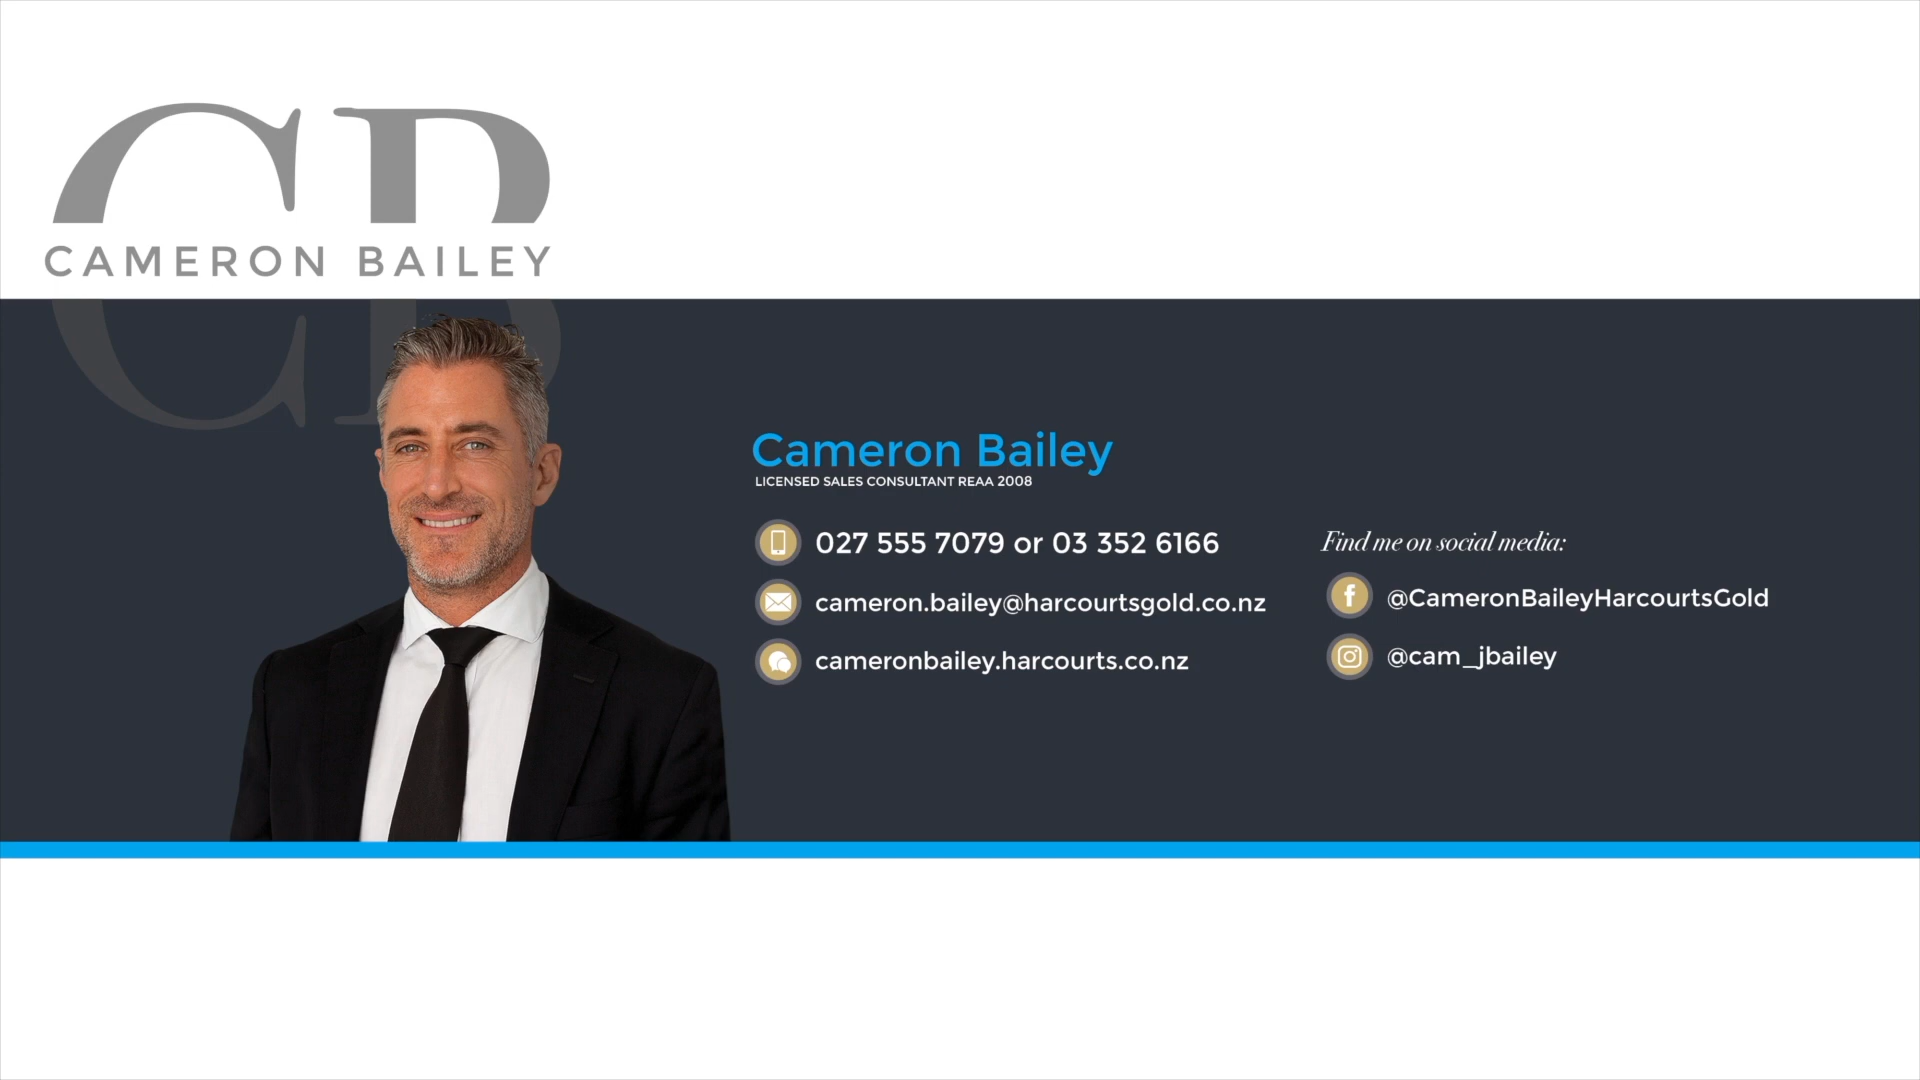 CB
CAMERON BAILEY
Cameron Bailey
LICENSED SALES CONSULTANT REAA 2008
027 555 7079 or 03 352 6166
cameron.bailey@harcourtsgold.co.nz
cameronbailey.harcourts.co.nz
Find me on social media:
@CameronBaileyHarcourtsGold
@cam_jbailey